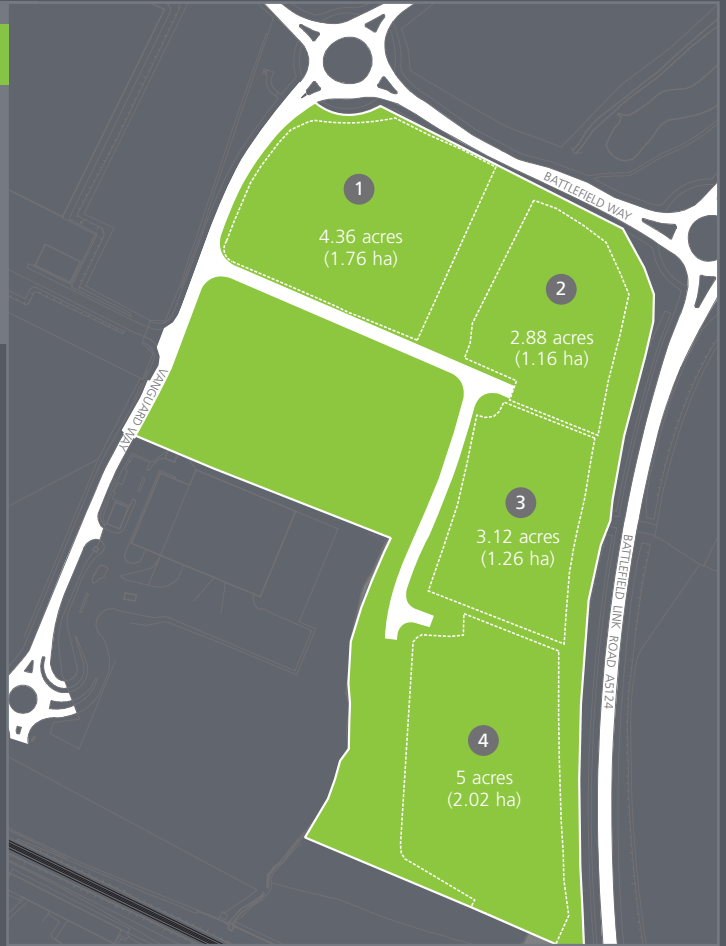 1
4.36 acres
(1.76 ha)
BATTLEFIELD WAY
2
2.88 acres
(1.16 ha)
VANGUARD WAY
3
3.12 acres
(1.26 ha)
BATTLEFIELD LINK ROAD A5124
4
5 acres
(2.02 ha)